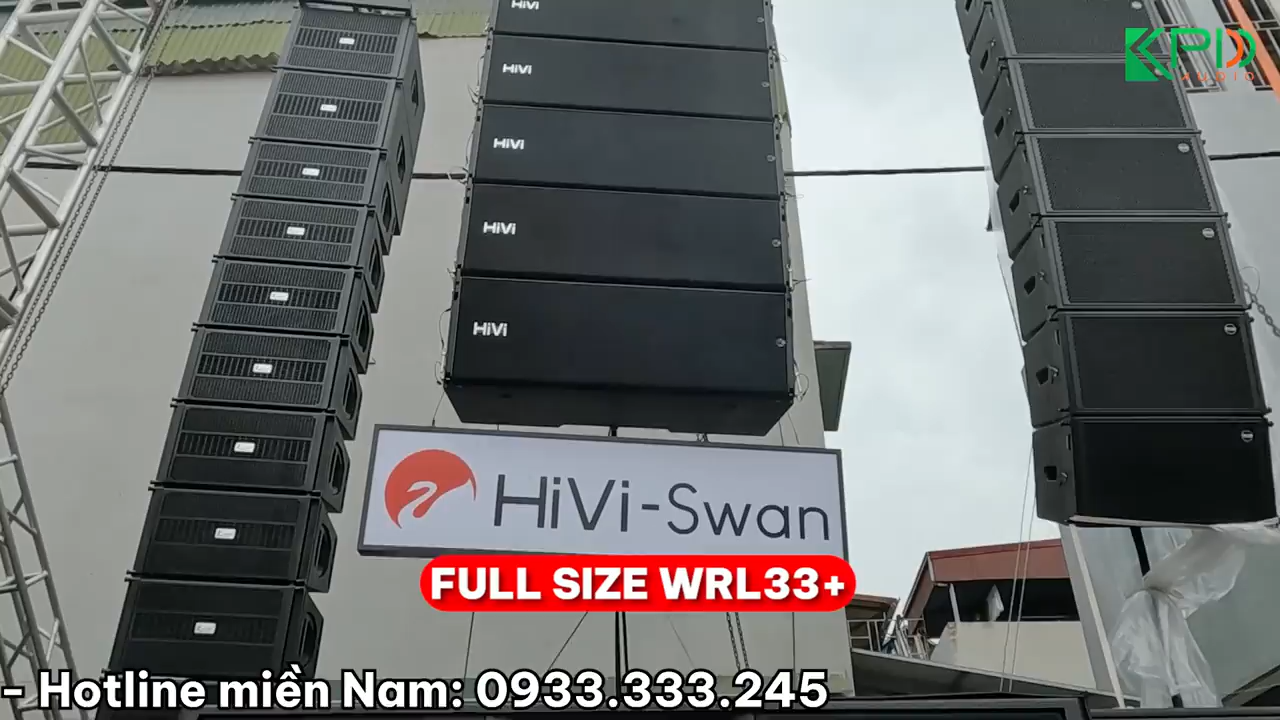 HiVi
KPD
AUDIO
HiVi
HiVi
HiVi
HiVi
HiVi-Swan
FULL SIZE WRL33+
- Hotline miền Nam: 0933.333.245